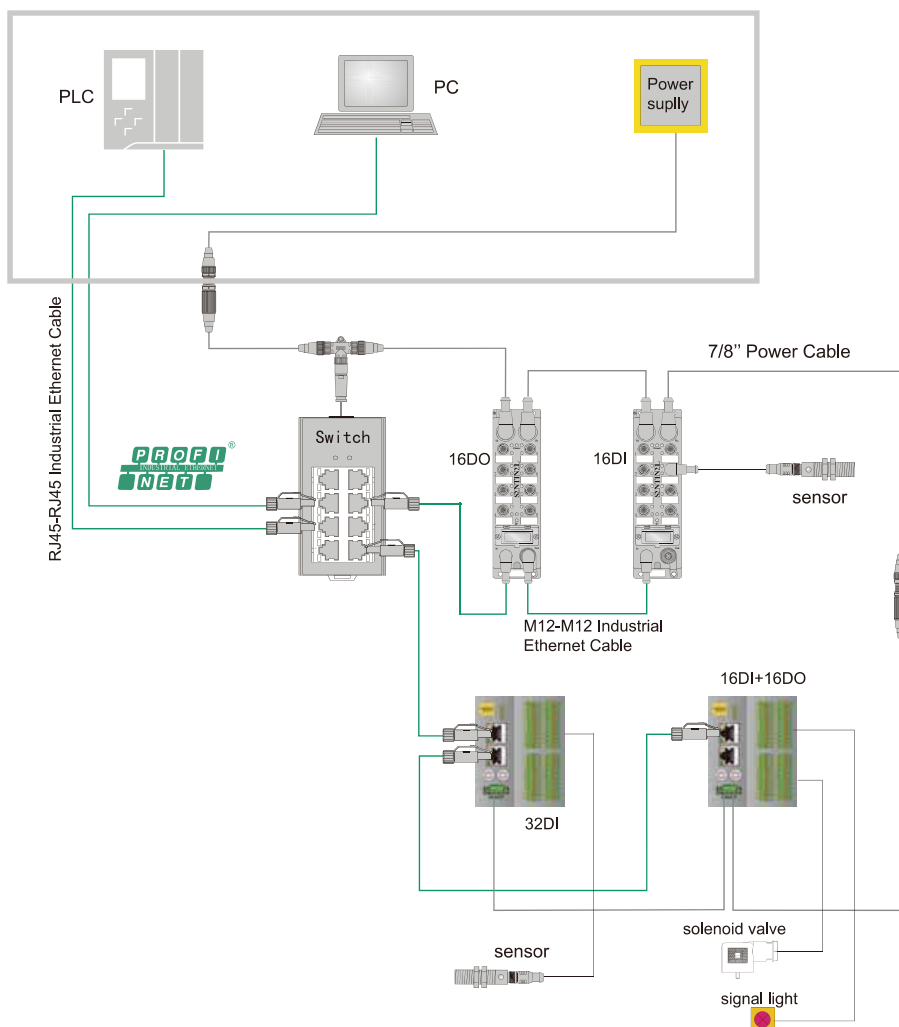 PLC
PC
Power
suplly
RJ45-RJ45 Industrial Ethernet Cable
7/8’’ Power Cable
Switch
PROFI
INDUSTRIAL ETHERNET
NET
®
16DO
16DI
sensor
M12-M12 Industrial
Ethernet Cable
16DI+16DO
32DI
solenoid valve
sensor
signal light